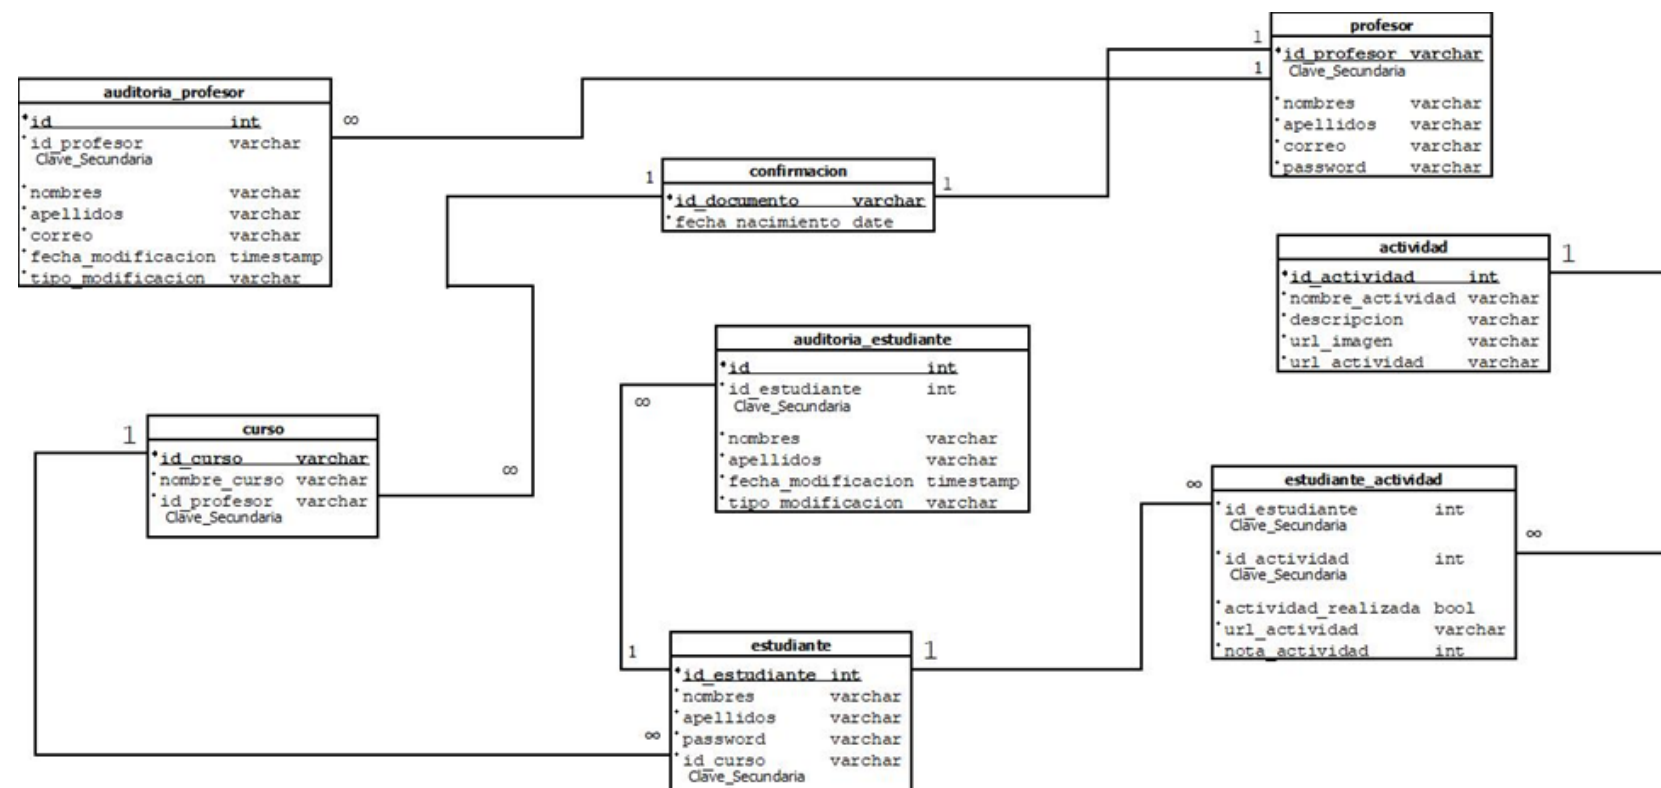 profesor
1
id_profesor varchar
Clave_Secundaria
1
nombres varchar
apellidos varchar
correo varchar
password varchar
auditoria_profesor
id int
∞
id_profesor varchar
Clave_Secundaria
nombres varchar
apellidos varchar
correo varchar
fecha_modificacion timestamp
tipo_modificacion varchar
confirmacion
1
1
id_documento varchar
fecha_nacimiento date
actividad
1
id_actividad int
nombre_actividad varchar
descripcion varchar
url_imagen varchar
url_actividad varchar
auditoria_estudiante
id int
id_estudiante int
Clave_Secundaria
∞
nombres varchar
apellidos varchar
fecha_modificacion timestamp
tipo_modificacion varchar
curso
1
id_curso varchar
nombre_curso varchar
id_profesor varchar
Clave_Secundaria
∞
estudiante_actividad
∞
id_estudiante int
Clave_Secundaria
∞
id_actividad int
Clave_Secundaria
actividad_realizada bool
url_actividad varchar
nota_actividad int
estudiante
1
1
id_estudiante int
nombres varchar
apellidos varchar
password varchar
∞
id_curso varchar
Clave_Secundaria